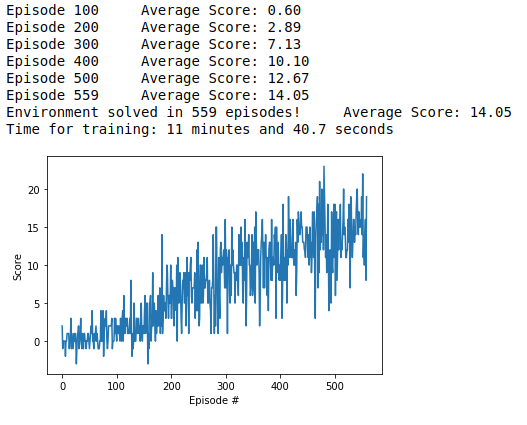 Episode 100	Average Score: 0.60
Episode 200	Average Score: 2.89
Episode 300	Average Score: 7.13
Episode 400	Average Score: 10.10
Episode 500	Average Score: 12.67
Episode 559	Average Score: 14.05
Environment solved in 559 episodes!	Average Score: 14.05
Time for training: 11 minutes and 40.7 seconds
20
15
10
5
0
Score
0 100 200 300 400 500
Episode #